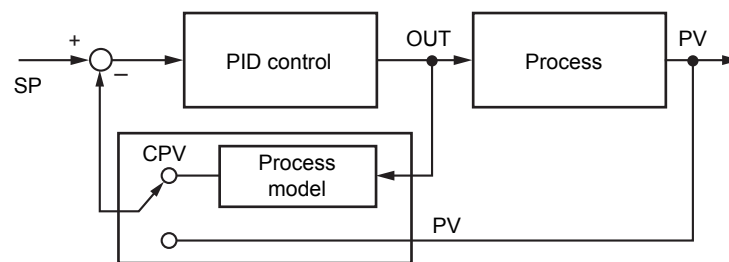 +
SP
−
PID control
OUT
Process
PV
CPV
Process
model
PV